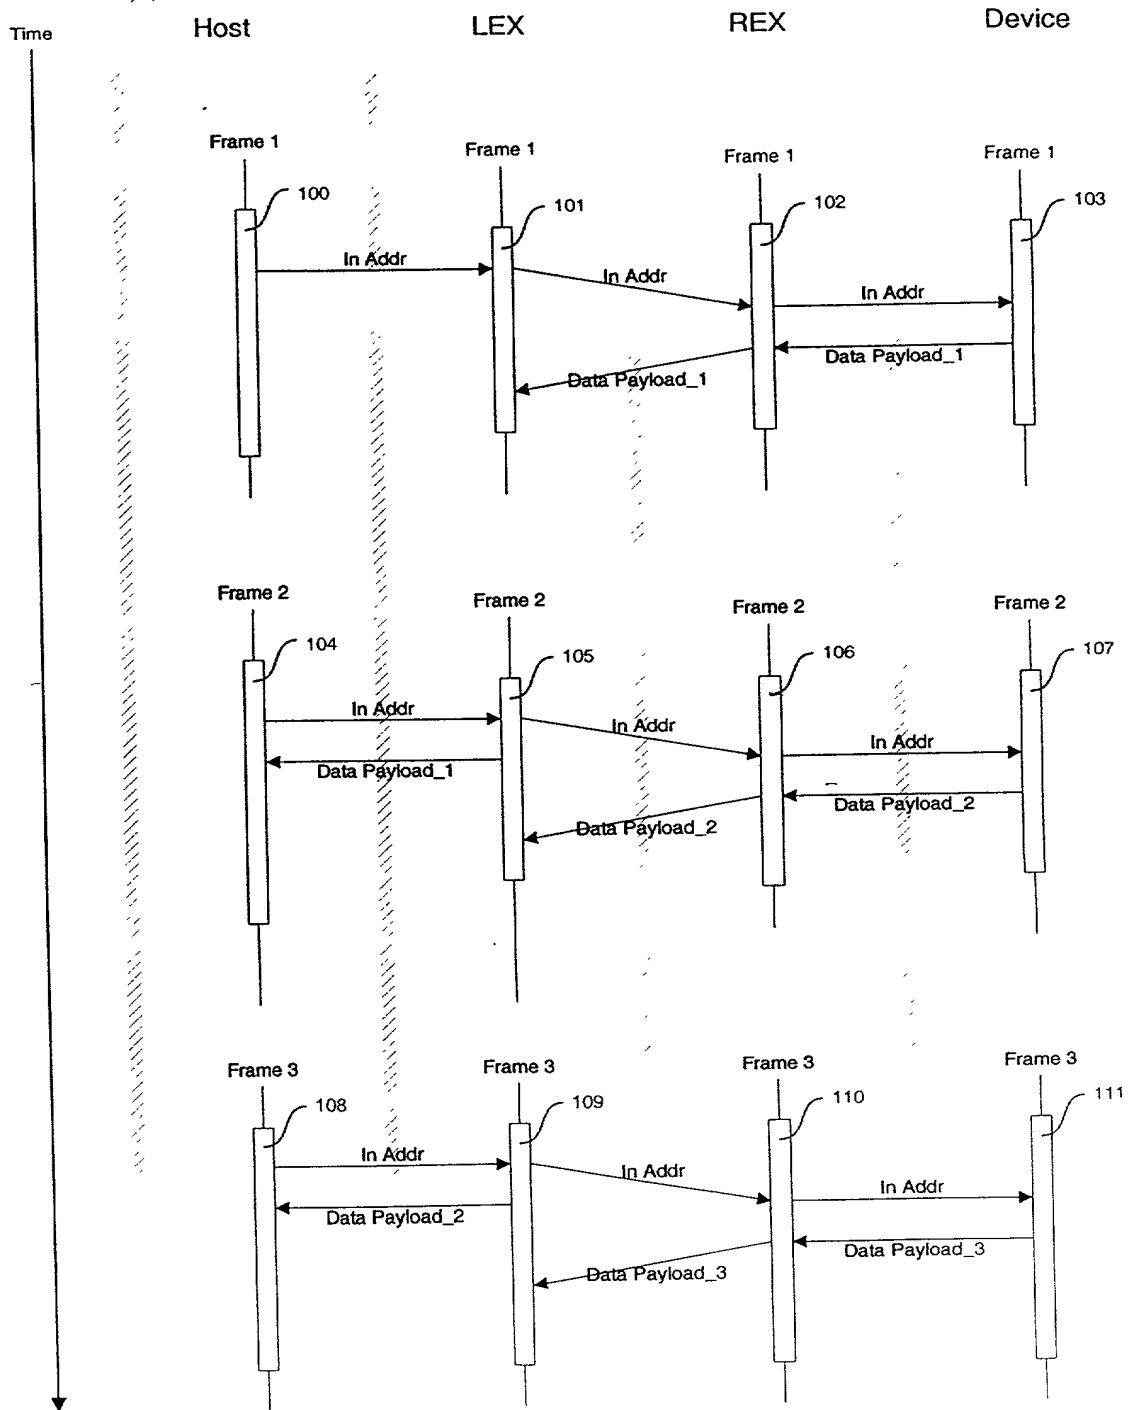 Time
Host
LEX
REX
Device
Frame 1
Frame 1
Frame 1
Frame 1
100
101
102
103
In Addr
In Addr
In Addr
Data Payload_1
Data Payload_1
Frame 2
Frame 2
Frame 2
Frame 2
104
105
106
107
In Addr
In Addr
In Addr
Data Payload_1
Data Payload_2
Data Payload_2
Frame 3
Frame 3
Frame 3
Frame 3
108
109
110
111
In Addr
In Addr
In Addr
Data Payload_2
Data Payload_3
Data Payload_3